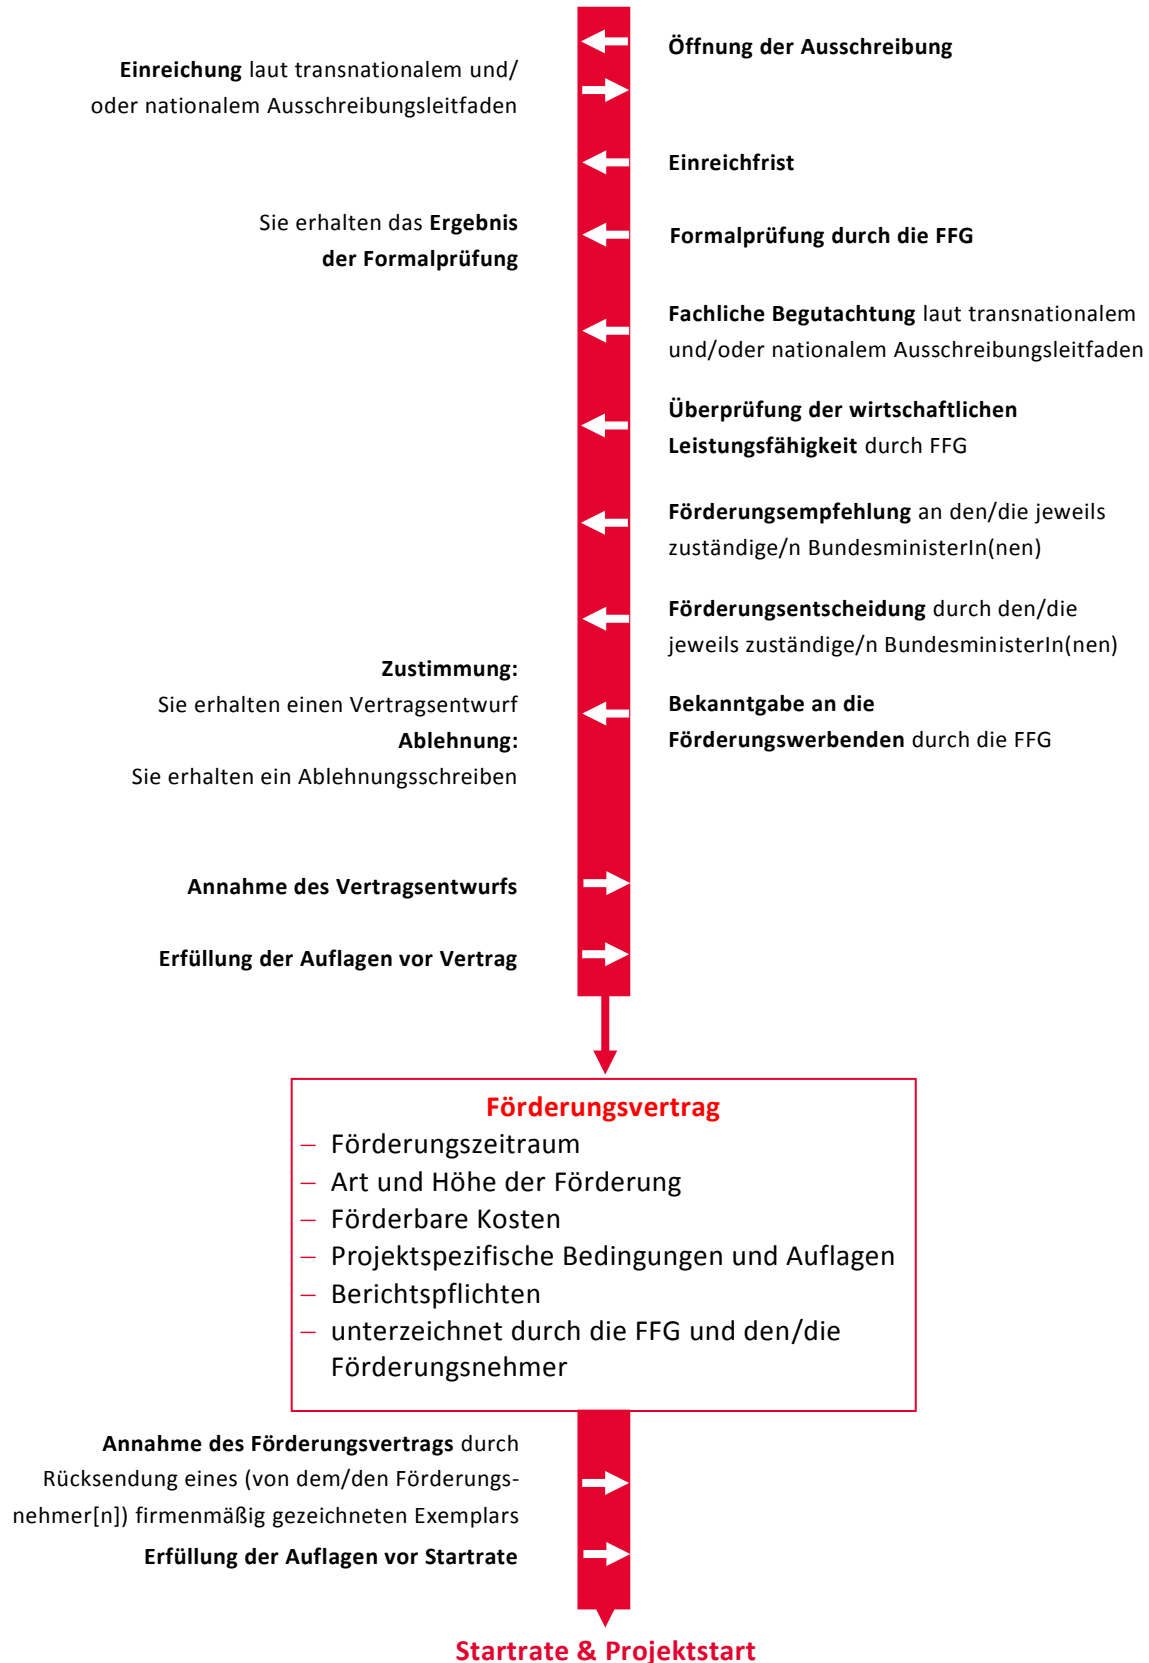 Öffnung der Ausschreibung
Einreichung laut transnationalem und/
oder nationalem Ausschreibungsleitfaden
Einreichfrist
Sie erhalten das Ergebnis
der Formalprüfung
Formalprüfung durch die FFG
Fachliche Begutachtung laut transnationalem
und/oder nationalem Ausschreibungsleitfaden
Überprüfung der wirtschaftlichen
Leistungsfähigkeit durch FFG
Förderungsempfehlung an den/die jeweils
zuständige/n BundesministerIn(nen)
Förderungsentscheidung durch den/die
jeweils zuständige/n BundesministerIn(nen)
Zustimmung:
Sie erhalten einen Vertragsentwurf
Ablehnung:
Sie erhalten ein Ablehnungsschreiben
Bekanntgabe an die
Förderungswerbenden durch die FFG
Annahme des Vertragsentwurfs
Erfüllung der Auflagen vor Vertrag
Förderungsvertrag
– Förderungszeitraum
– Art und Höhe der Förderung
– Förderbare Kosten
– Projektspezifische Bedingungen und Auflagen
– Berichtspflichten
– unterzeichnet durch die FFG und den/die
Förderungsnehmer
Annahme des Förderungsvertrags durch
Rücksendung eines (von dem/den Förderungs-
nehmer[n]) firmenmäßig gezeichneten Exemplars
Erfüllung der Auflagen vor Startrate
Startrate & Projektstart